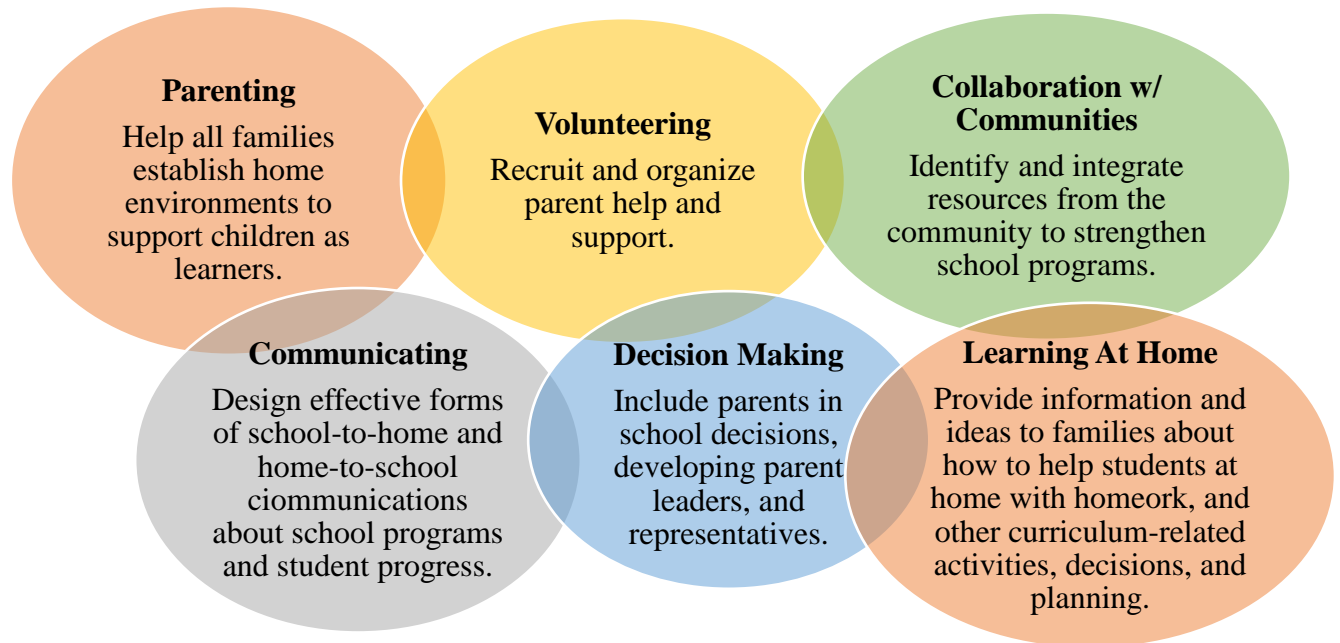 Parenting
Help all families
establish home
environments to
support children as
learners.
Volunteering
Recruit and organize
parent help and
support.
Collaboration w/
Communities
Identify and integrate
resources from the
community to strengthen
school programs.
Communicating
Design effective forms
of school-to-home and
home-to-school
ciommunications
about school programs
and student progress.
Decision Making
Include parents in
school decisions,
developing parent
leaders, and
representatives.
Learning At Home
Provide information and
ideas to families about
how to help students at
home with homeork, and
other curriculum-related
activities, decisions, and
planning.